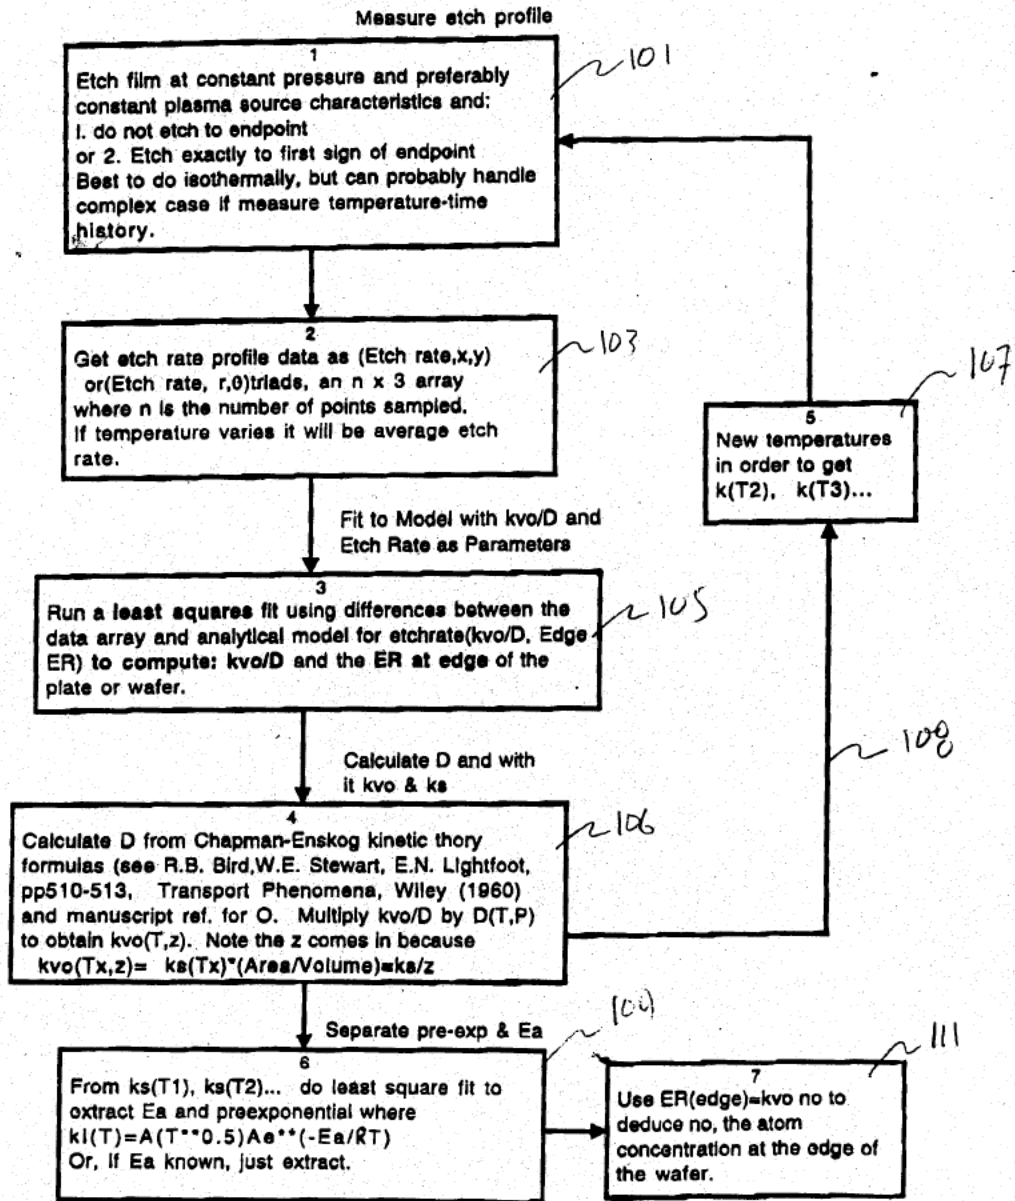 Measure etch profile
1
Etch film at constant pressure and preferably
constant plasma source characteristics and:
I. do not etch to endpoint
or 2. Etch exactly to first sign of endpoint
Best to do isothermally, but can probably handle
complex case if measure temperature-time
history.
101
2
Get etch rate profile data as (Etch rate,x,y)
or(Etch rate, r,θ)triads, an n x 3 array
where n is the number of points sampled.
If temperature varies it will be average etch
rate.
103
107
5
New temperatures
in order to get
k(T2), k(T3)...
Fit to Model with kvo/D and
Etch Rate as Parameters
3
Run a least squares fit using differences between the
data array and analytical model for etchrate(kvo/D, Edge
ER) to compute: kvo/D and the ER at edge of the
plate or wafer.
105
108
Calculate D and with
it kvo & ks
4
Calculate D from Chapman-Enskog kinetic thory
formulas (see R.B. Bird,W.E. Stewart, E.N. Lightfoot,
pp510-513, Transport Phenomena, Wiley (1960)
and manuscript ref. for O. Multiply kvo/D by D(T,P)
to obtain kvo(T,z). Note the z comes in because
kvo(Tx,z)= ks(Tx)*(Area/Volume)=ks/z
106
Separate pre-exp & Ea
109
6
From ks(T1), ks(T2)... do least square fit to
extract Ea and preexponential where
ki(T)=A(T**0.5)Ae**(-Ea/RT)
Or, if Ea known, just extract.
111
7
Use ER(edge)=kvo no to
deduce no, the atom
concentration at the edge of
the wafer.